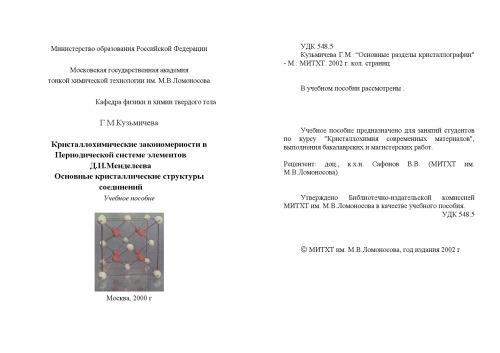 Министерство образования Российской Федерации
Московская государственная академия
тонкой химической технологии им. М.В.Ломоносова
Кафедра физики и химии твердого тела
Г.М.Кузьмичева
Кристаллохимические закономерности в
Периодической системе элементов
Д.И.Менделеева
Основные кристаллические структуры
соединений
Учебное пособие
Москва, 2000 г
УДК 548.5
Кузьмичева Г.М. “Основные разделы кристаллографии”
- М.: МИТХТ. 2002 г. кол. страниц
В учебном пособии рассмотрены .
Учебное пособие предназначено для занятий студентов
по курсу "Кристаллохимия современных материалов",
выполнения бакалаврских и магистерских работ.
Рецензент: доц., к.х.н. Сафонов В.В. (МИТХТ им.
М.В.Ломоносова)
Утверждено Библиотечно-издательской комиссией
МИТХТ им. М.В.Ломоносова в качестве учебного пособия.
УДК 548.5
© МИТХТ им. М.В.Ломоносова, год издания 2002 г